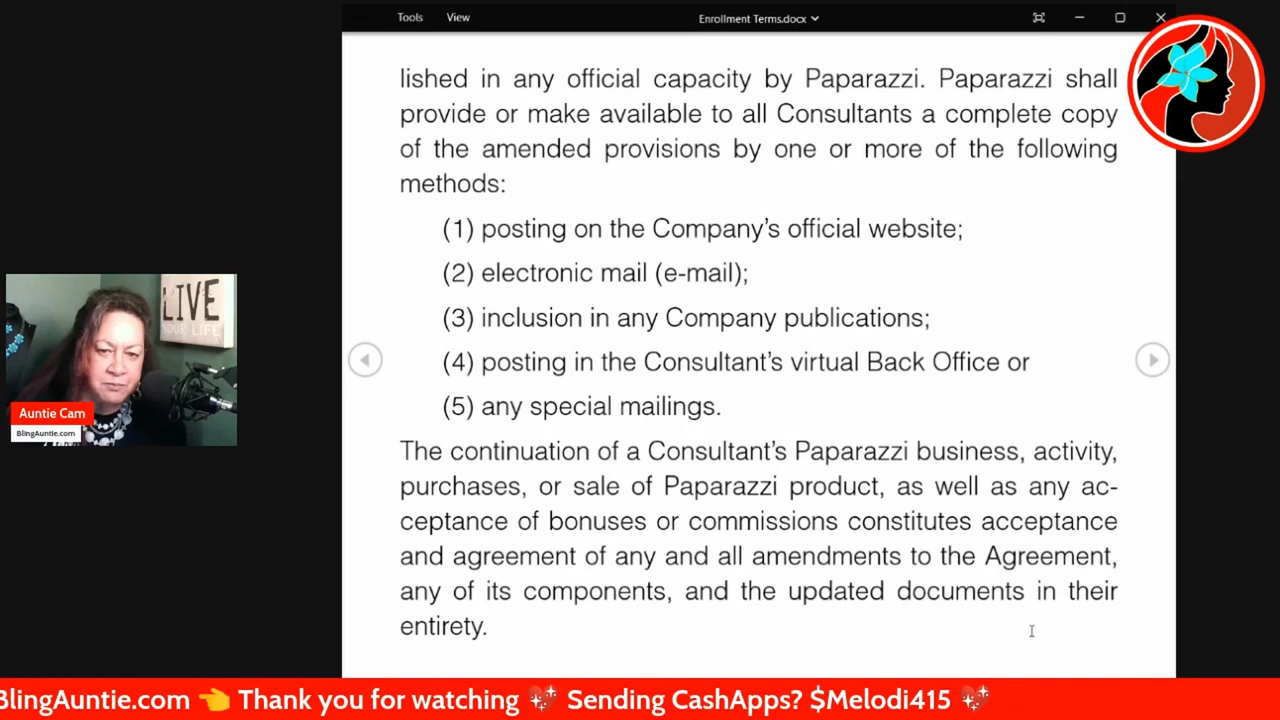 Tools View Enrollment Terms.docx
lished in any official capacity by Paparazzi. Paparazzi shall
provide or make available to all Consultants a complete copy
of the amended provisions by one or more of the following
methods:
(1) posting on the Company's official website;
(2) electronic mail (e-mail);
(3) inclusion in any Company publications;
(4) posting in the Consultant's virtual Back Office or
(5) any special mailings.
The continuation of a Consultant's Paparazzi business, activity,
purchases, or sale of Paparazzi product, as well as any ac-
ceptance of bonuses or commissions constitutes acceptance
and agreement of any and all amendments to the Agreement,
any of its components, and the updated documents in their
entirety.
LIVE
YOUR LIFE
Auntie Cam
BlingAuntie.com
BlingAuntie.com 👉 Thank you for watching 💖 Sending CashApps? $Melodi415 💖